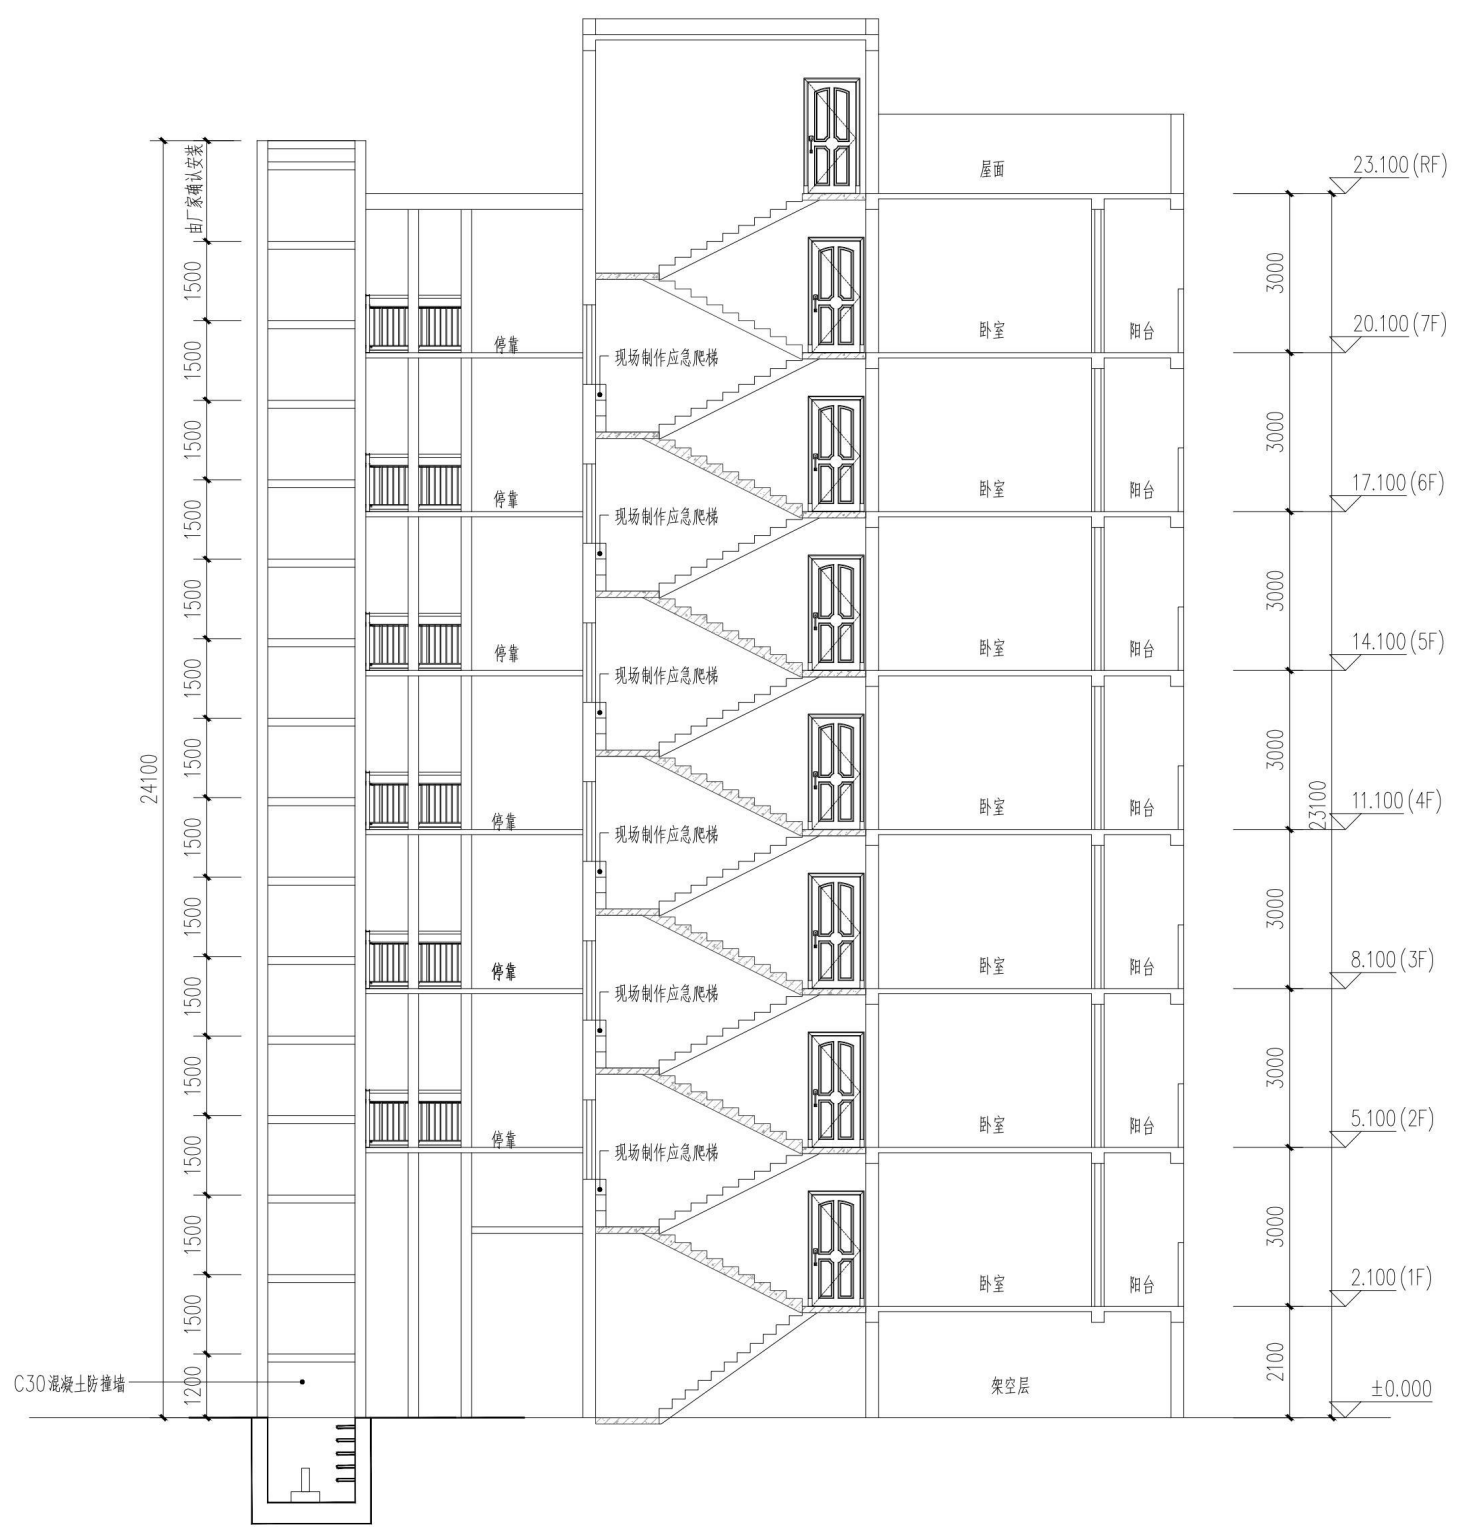 23.100(RF)
由厂家确认安装
屋面
1500
3000
20.100(7F)
停靠
卧室
阳台
1500
现场制作应急爬梯
1500
3000
17.100(6F)
停靠
卧室
阳台
1500
现场制作应急爬梯
1500
3000
14.100(5F)
停靠
卧室
阳台
1500
现场制作应急爬梯
24100
1500
3000
23100
11.100(4F)
停靠
卧室
阳台
1500
现场制作应急爬梯
1500
3000
8.100(3F)
停靠
卧室
阳台
1500
现场制作应急爬梯
1500
3000
5.100(2F)
停靠
卧室
阳台
1500
现场制作应急爬梯
1500
3000
2.100(1F)
卧室
阳台
1500
C30混凝土防撞墙
1200
架空层
2100
±0.000